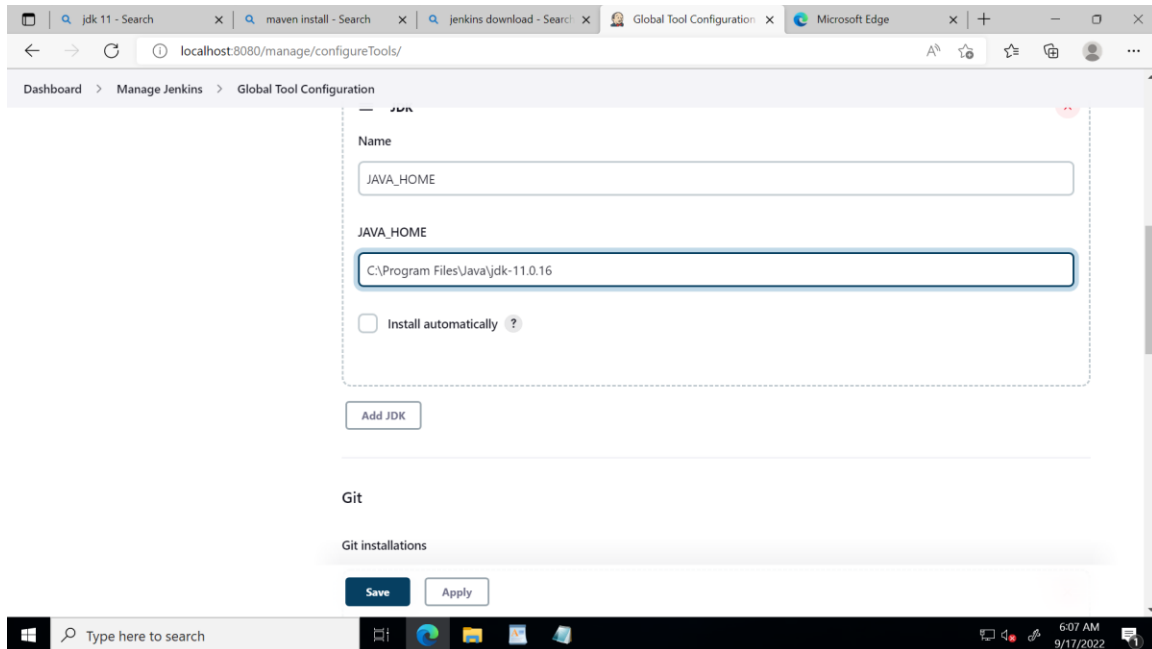 jdk 11 - Search
maven install - Search
jenkins download - Search
Global Tool Configuration
Microsoft Edge
localhost:8080/manage/configureTools/
Dashboard > Manage Jenkins > Global Tool Configuration
JDK
Name
JAVA_HOME
JAVA_HOME
C:\Program Files\Java\jdk-11.0.16
Install automatically ?
Add JDK
Git
Git installations
Save Apply
Type here to search
6:07 AM
9/17/2022
1